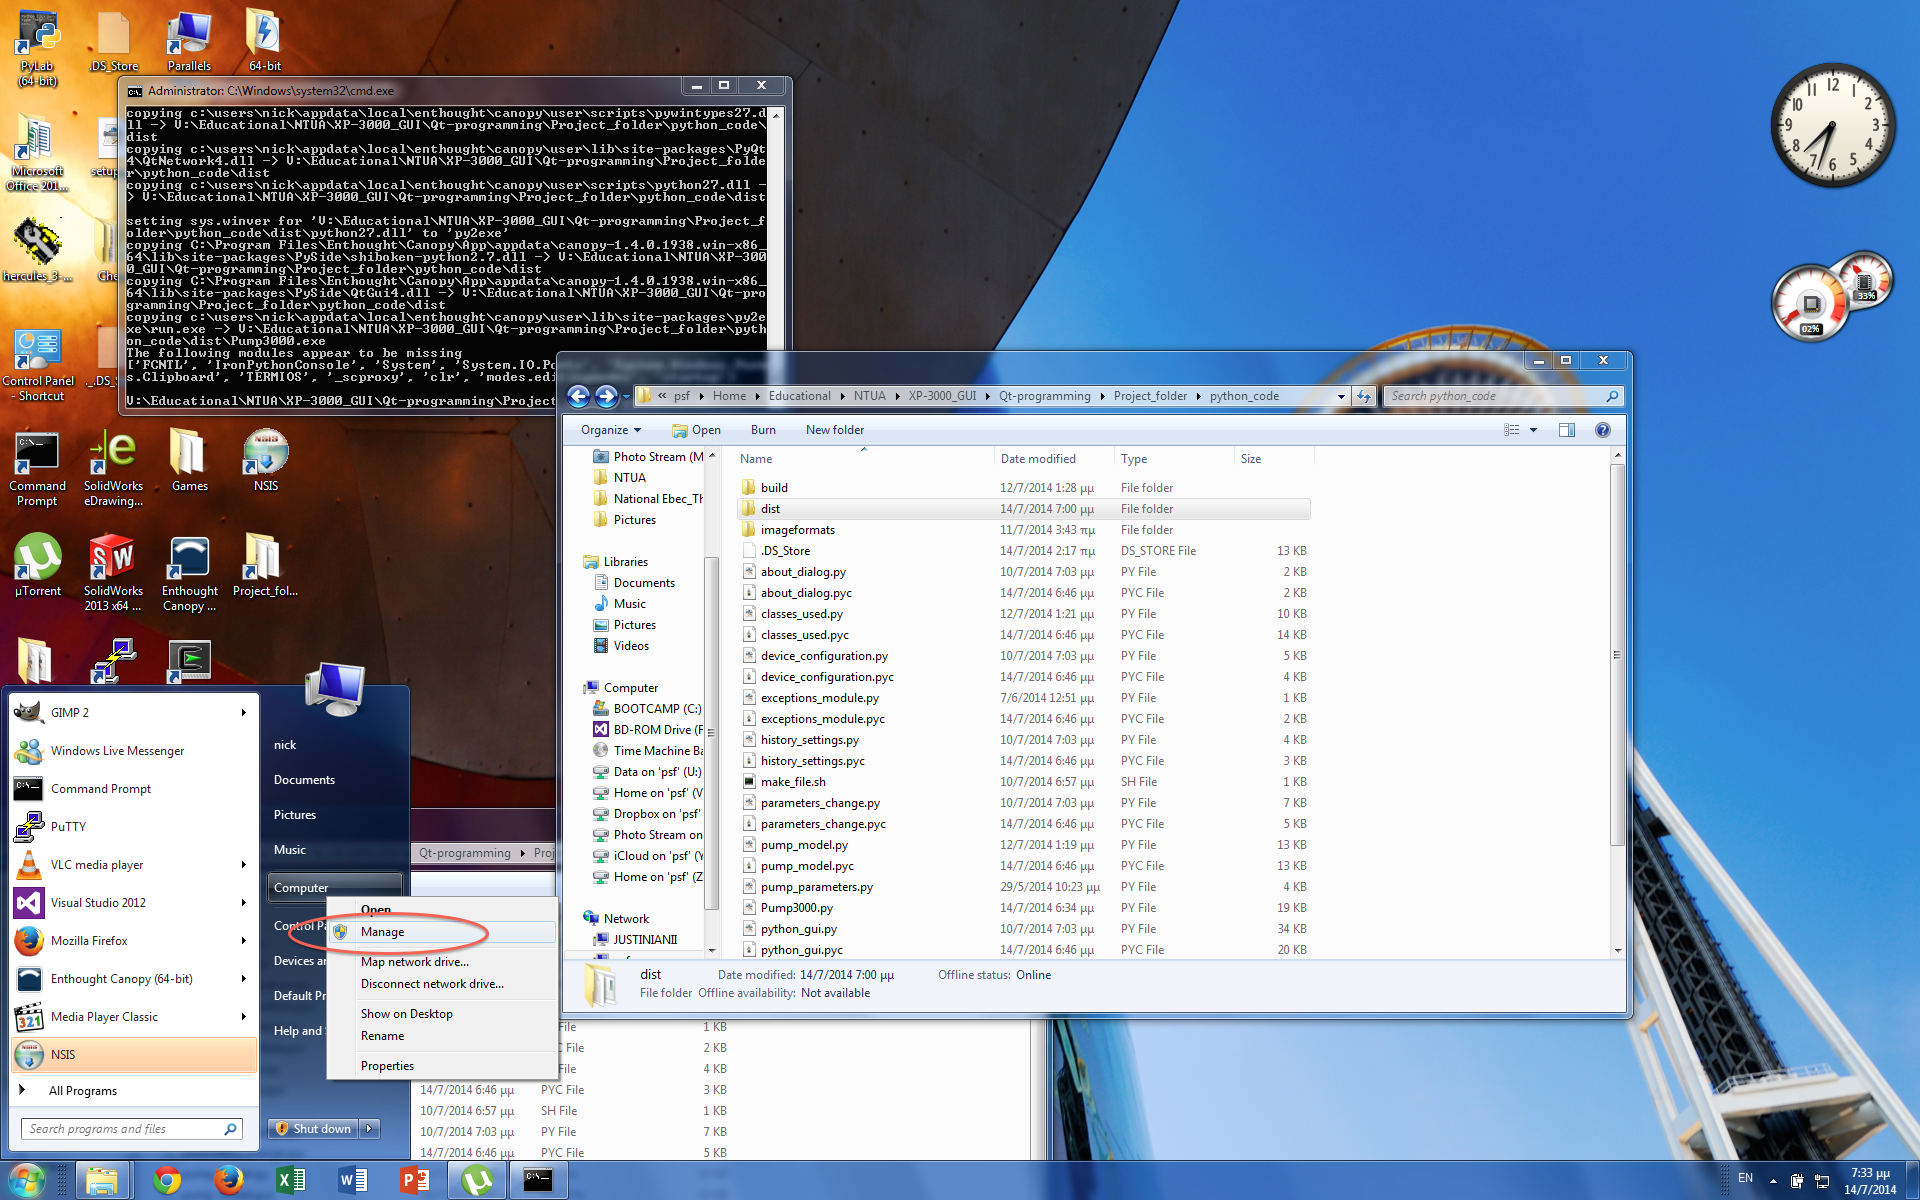 PyLab
(64-bit)
.DS_Store
Parallels
64-bit
Microsoft
Office 201...
setup
hercules_3-...
Che
Control Panel
- Shortcut
Command
Prompt
SolidWorks
eDrawing...
Games
NSIS
µTorrent
SolidWorks
2013 x64 ...
Enthought
Canopy ...
Project_fol...
Administrator: C:\Windows\system32\cmd.exe
copying c:\users\nick\appdata\local\enthought\canopy\user\scripts\pywintypes27.d
ll -> V:\Educational\NTUA\XP-3000_GUI\Qt-programming\Project_folder\python_code\
dist
copying c:\users\nick\appdata\local\enthought\canopy\user\lib\site-packages\PyQt
4\QtNetwork4.dll -> V:\Educational\NTUA\XP-3000_GUI\Qt-programming\Project_folde
r\python_code\dist
copying c:\users\nick\appdata\local\enthought\canopy\user\scripts\python27.dll -
> V:\Educational\NTUA\XP-3000_GUI\Qt-programming\Project_folder\python_code\dist
setting sys.winver for 'V:\Educational\NTUA\XP-3000_GUI\Qt-programming\Project_f
older\python_code\dist\python27.dll' to 'py2exe'
copying C:\Program Files\Enthought\Canopy\App\appdata\canopy-1.4.0.1938.win-x86_
64\lib\site-packages\PySide\shiboken-python2.7.dll -> V:\Educational\NTUA\XP-300
0_GUI\Qt-programming\Project_folder\python_code\dist
copying C:\Program Files\Enthought\Canopy\App\appdata\canopy-1.4.0.1938.win-x86_
64\lib\site-packages\PySide\QtGui4.dll -> V:\Educational\NTUA\XP-3000_GUI\Qt-pro
gramming\Project_folder\python_code\dist
copying c:\users\nick\appdata\local\enthought\canopy\user\lib\site-packages\py2e
xe\run.exe -> V:\Educational\NTUA\XP-3000_GUI\Qt-programming\Project_folder\pyth
on_code\dist\Pump3000.exe
The following modules appear to be missing
['FCNTL', 'IronPythonConsole', 'System', 'System.IO.Po
s.Clipboard', 'TERMIOS', '_scproxy', 'clr', 'modes.edi
V:\Educational\NTUA\XP-3000_GUI\Qt-programming\Project
12 1 2 3 4 5 6 7 8 9 10 11
33%
02%
« psf Home Educational NTUA XP-3000_GUI Qt-programming Project_folder python_code
Search python_code
Organize Open Burn New folder
Photo Stream (M
NTUA
National Ebec_Th
Pictures
Libraries
Documents
Music
Pictures
Videos
Computer
BOOTCAMP (C:)
BD-ROM Drive (F
Time Machine Ba
Data on 'psf' (U:)
Home on 'psf' (V
Dropbox on 'psf'
Photo Stream on
iCloud on 'psf' (Y
Home on 'psf' (Z
Network
JUSTINIANII
Name Date modified Type Size
build 12/7/2014 1:28 μμ File folder
dist 14/7/2014 7:00 μμ File folder
imageformats 11/7/2014 3:43 πμ File folder
.DS_Store 14/7/2014 2:17 πμ DS_STORE File 13 KB
about_dialog.py 10/7/2014 7:03 μμ PY File 2 KB
about_dialog.pyc 14/7/2014 6:46 μμ PYC File 2 KB
classes_used.py 12/7/2014 1:21 μμ PY File 10 KB
classes_used.pyc 14/7/2014 6:46 μμ PYC File 14 KB
device_configuration.py 10/7/2014 7:03 μμ PY File 5 KB
device_configuration.pyc 14/7/2014 6:46 μμ PYC File 4 KB
exceptions_module.py 7/6/2014 12:51 μμ PY File 1 KB
exceptions_module.pyc 14/7/2014 6:46 μμ PYC File 2 KB
history_settings.py 10/7/2014 7:03 μμ PY File 4 KB
history_settings.pyc 14/7/2014 6:46 μμ PYC File 3 KB
make_file.sh 10/7/2014 6:57 μμ SH File 1 KB
parameters_change.py 10/7/2014 7:03 μμ PY File 7 KB
parameters_change.pyc 14/7/2014 6:46 μμ PYC File 5 KB
pump_model.py 12/7/2014 1:19 μμ PY File 13 KB
pump_model.pyc 14/7/2014 6:46 μμ PYC File 13 KB
pump_parameters.py 29/5/2014 10:23 μμ PY File 4 KB
Pump3000.py 14/7/2014 6:34 μμ PY File 19 KB
python_gui.py 10/7/2014 7:03 μμ PY File 34 KB
python_gui.pyc 14/7/2014 6:46 μμ PYC File 20 KB
dist Date modified: 14/7/2014 7:00 μμ Offline status: Online
File folder Offline availability: Not available
GIMP 2
Windows Live Messenger
Command Prompt
PuTTY
VLC media player
Visual Studio 2012
Mozilla Firefox
Enthought Canopy (64-bit)
Media Player Classic
NSIS
All Programs
Search programs and files
nick
Documents
Pictures
Music
Computer
Control Pa
Devices an
Default Pr
Help and S
Shut down
Open
Manage
Map network drive...
Disconnect network drive...
Show on Desktop
Rename
Properties
Qt-programming Proj
File 1 KB
C File 2 KB
File 4 KB
14/7/2014 6:46 μμ PYC File 3 KB
10/7/2014 6:57 μμ SH File 1 KB
10/7/2014 7:03 μμ PY File 7 KB
14/7/2014 6:46 μμ PYC File 5 KB
EN
7:33 μμ
14/7/2014